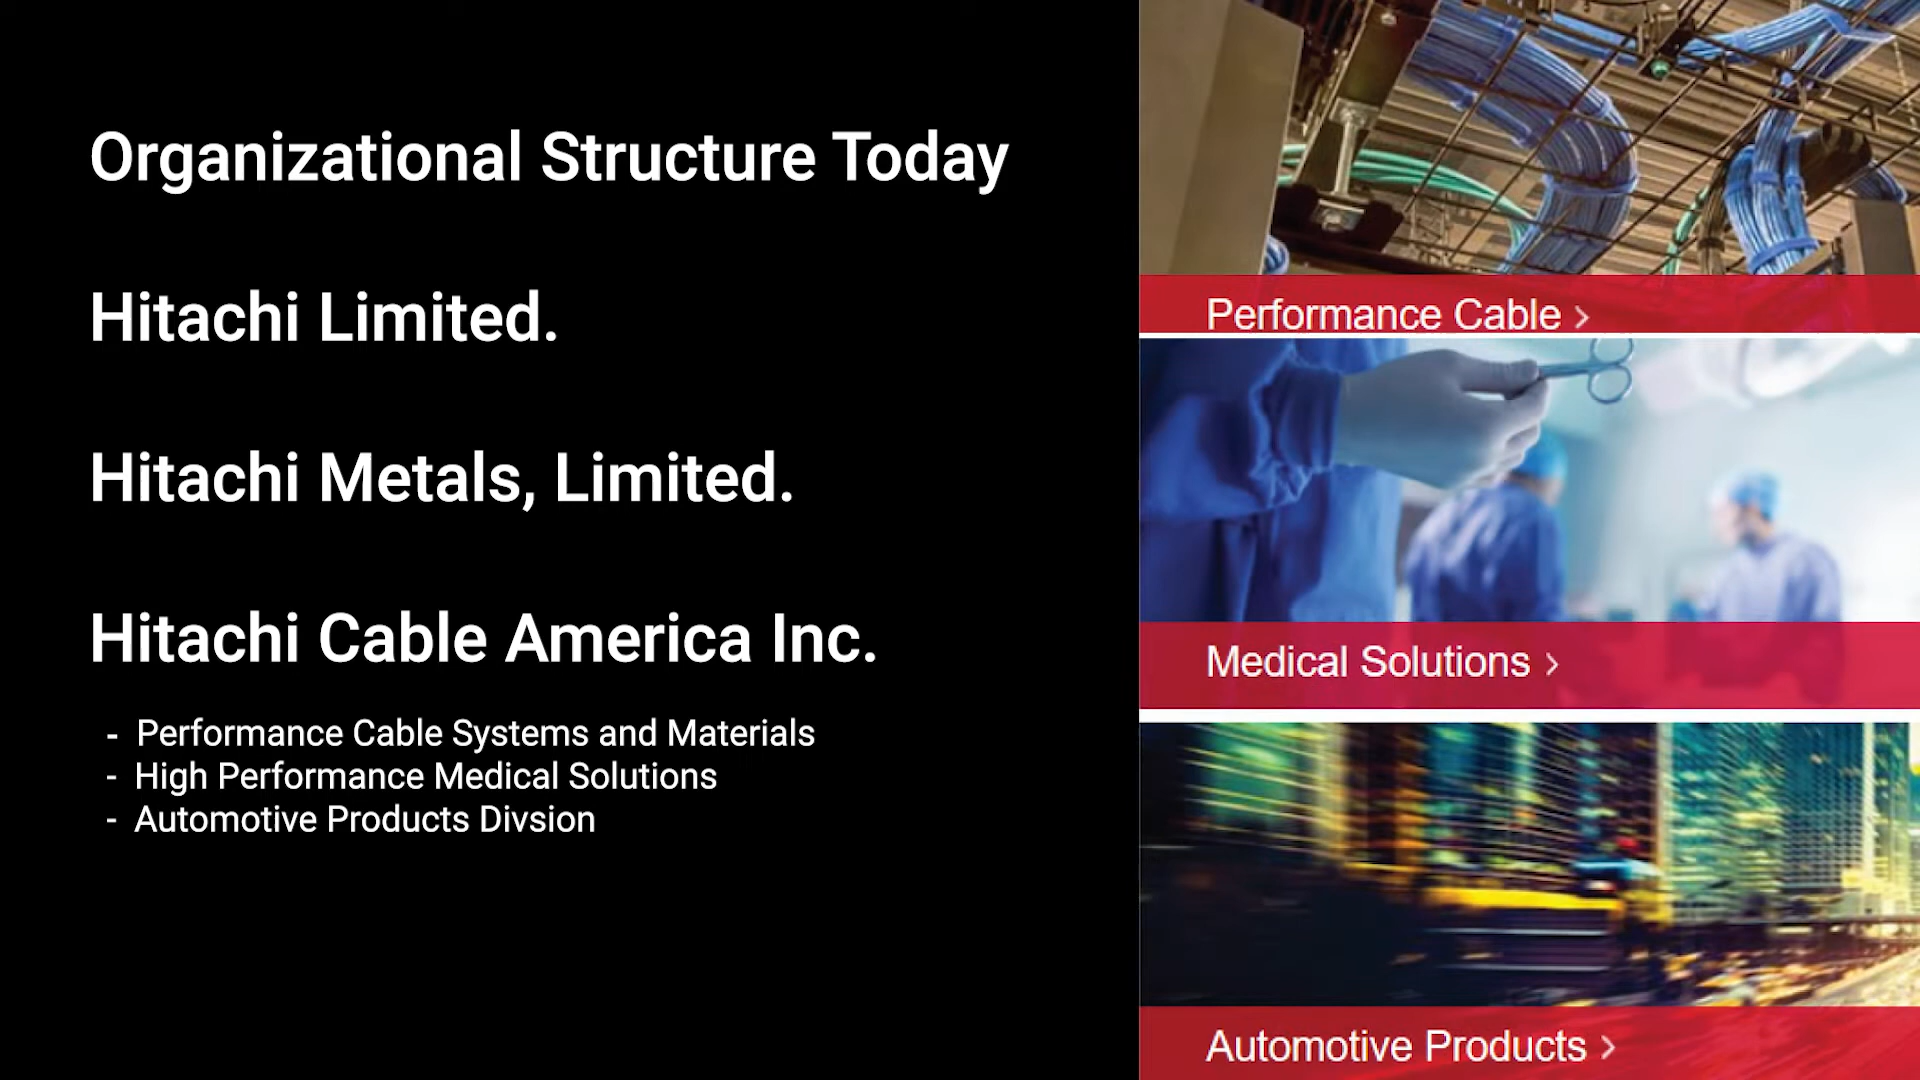 Organizational Structure Today
Hitachi Limited.
Hitachi Metals, Limited.
Hitachi Cable America Inc.
- Performance Cable Systems and Materials
- High Performance Medical Solutions
- Automotive Products Divsion
Performance Cable >
Medical Solutions >
Automotive Products >